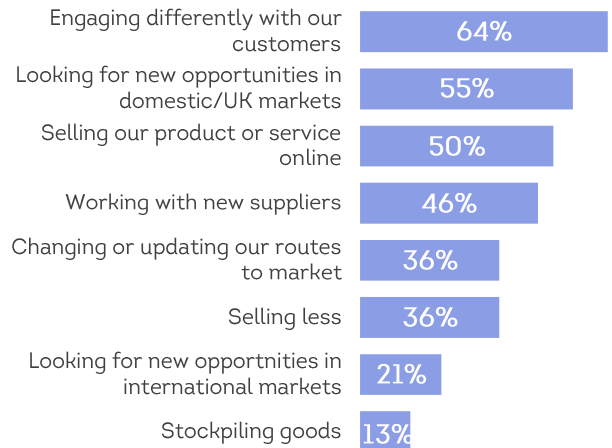 Engaging differently with our
customers
64%
Looking for new opportunities in
domestic/UK markets
55%
Selling our product or service
online
50%
Working with new suppliers
46%
Changing or updating our routes
to market
36%
Selling less
36%
Looking for new opportnities in
international markets
21%
Stockpiling goods
13%